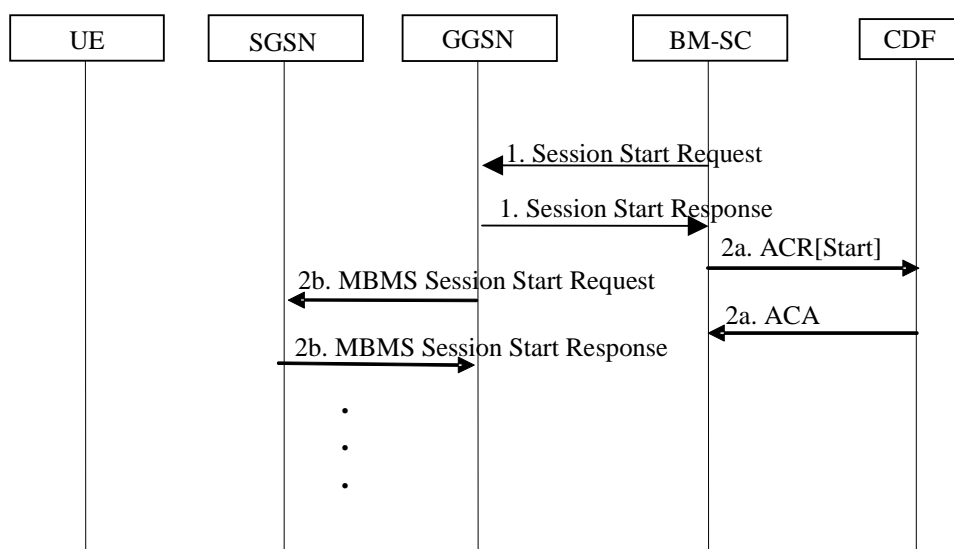 UE
SGSN
GGSN
BM-SC
CDF
1. Session Start Request
1. Session Start Response
2a. ACR[Start]
2b. MBMS Session Start Request
2a. ACA
2b. MBMS Session Start Response